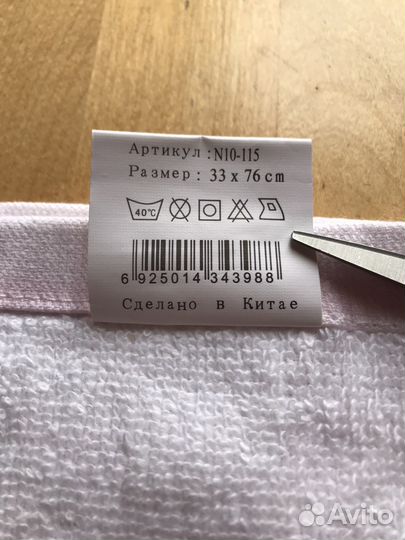 Артикул: N10-115
Размер: 33 x 76 cm
40℃
6 925014 343988
Сделано в Китае
Avito